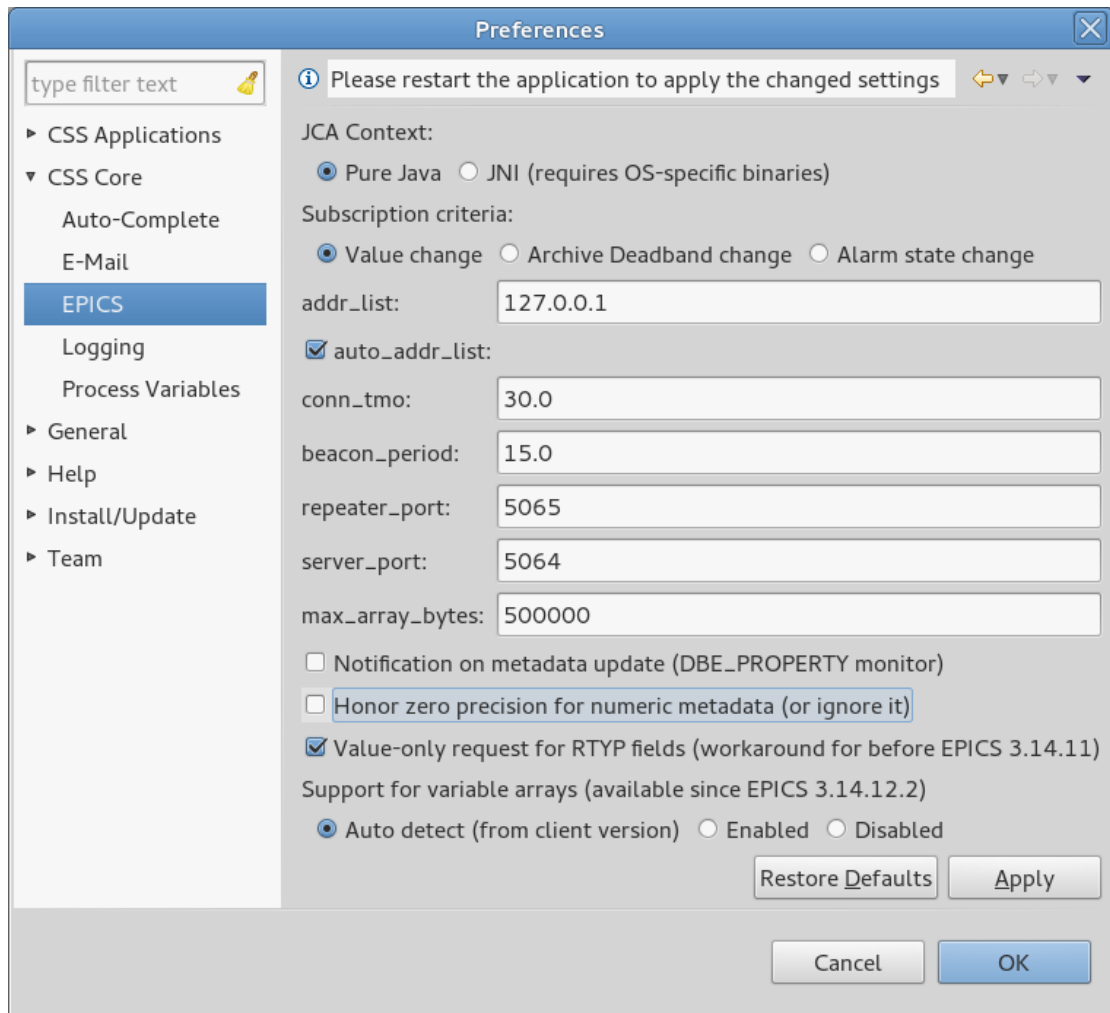 Preferences
type filter text
CSS Applications
CSS Core
Auto-Complete
E-Mail
EPICS
Logging
Process Variables
General
Help
Install/Update
Team
Please restart the application to apply the changed settings
JCA Context:
Pure Java JNI (requires OS-specific binaries)
Subscription criteria:
Value change Archive Deadband change Alarm state change
addr_list: 127.0.0.1
auto_addr_list:
conn_tmo: 30.0
beacon_period: 15.0
repeater_port: 5065
server_port: 5064
max_array_bytes: 500000
Notification on metadata update (DBE_PROPERTY monitor)
Honor zero precision for numeric metadata (or ignore it)
Value-only request for RTYP fields (workaround for before EPICS 3.14.11)
Support for variable arrays (available since EPICS 3.14.12.2)
Auto detect (from client version) Enabled Disabled
Restore Defaults Apply
Cancel OK